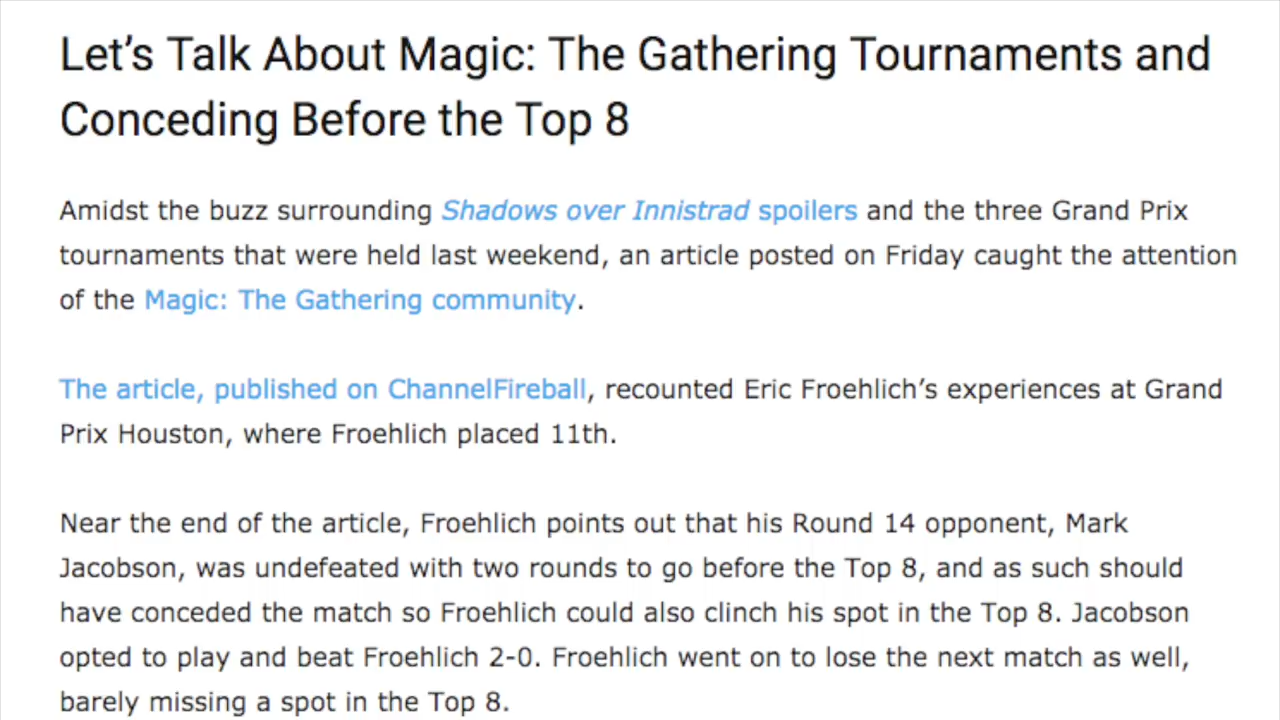 Let’s Talk About Magic: The Gathering Tournaments and
Conceding Before the Top 8
Amidst the buzz surrounding Shadows over Innistrad spoilers and the three Grand Prix
tournaments that were held last weekend, an article posted on Friday caught the attention
of the Magic: The Gathering community.
The article, published on ChannelFireball, recounted Eric Froehlich’s experiences at Grand
Prix Houston, where Froehlich placed 11th.
Near the end of the article, Froehlich points out that his Round 14 opponent, Mark
Jacobson, was undefeated with two rounds to go before the Top 8, and as such should
have conceded the match so Froehlich could also clinch his spot in the Top 8. Jacobson
opted to play and beat Froehlich 2-0. Froehlich went on to lose the next match as well,
barely missing a spot in the Top 8.